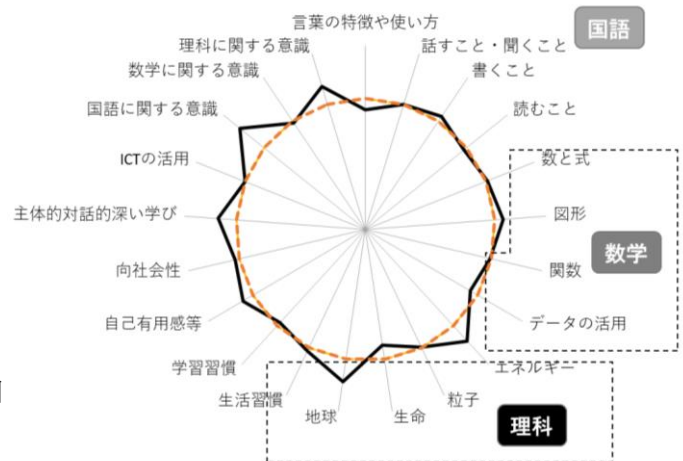 言葉の特徴や使い方
国語
理科に関する意識
話すこと・聞くこと
数学に関する意識
書くこと
国語に関する意識
読むこと
ICTの活用
数と式
主体的対話的深い学び
図形
数学
向社会性
関数
自己有用感等
データの活用
学習習慣
エネルギー
生活習慣
粒子
地球
生命
理科